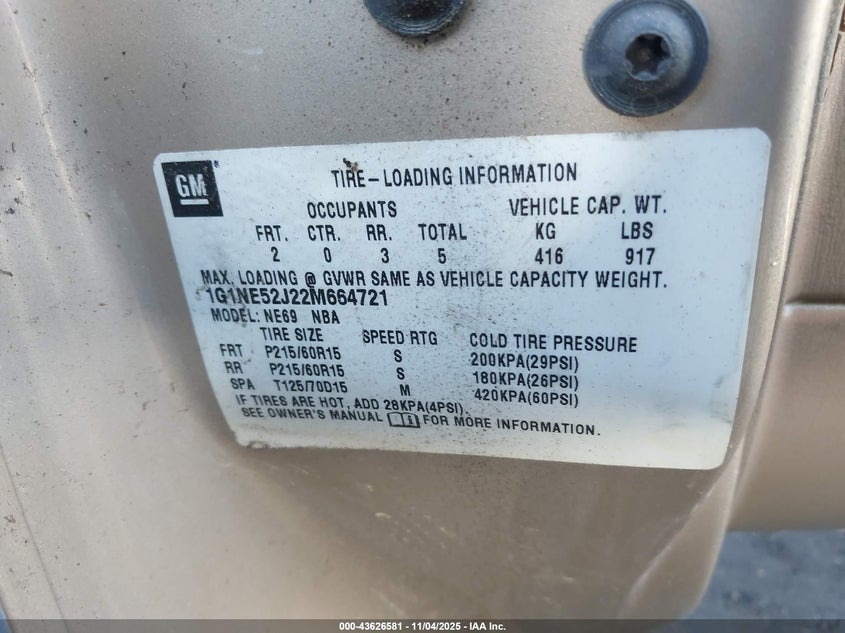 GM
TIRE-LOADING INFORMATION
OCCUPANTS VEHICLE CAP. WT.
FRT. CTR. RR. TOTAL KG LBS
2 0 3 5 416 917
MAX. LOADING @ GVWR SAME AS VEHICLE CAPACITY WEIGHT.
1G1NE52J22M664721
MODEL: NE69 NBA
TIRE SIZE SPEED RTG COLD TIRE PRESSURE
FRT P215/60R15 S 200KPA(29PSI)
RR P215/60R15 S 180KPA(26PSI)
SPA T125/70D15 M 420KPA(60PSI)
IF TIRES ARE HOT, ADD 28KPA(4PSI).
SEE OWNER'S MANUAL FOR MORE INFORMATION.
000-43626581 - 11/04/2025 - IAA Inc.